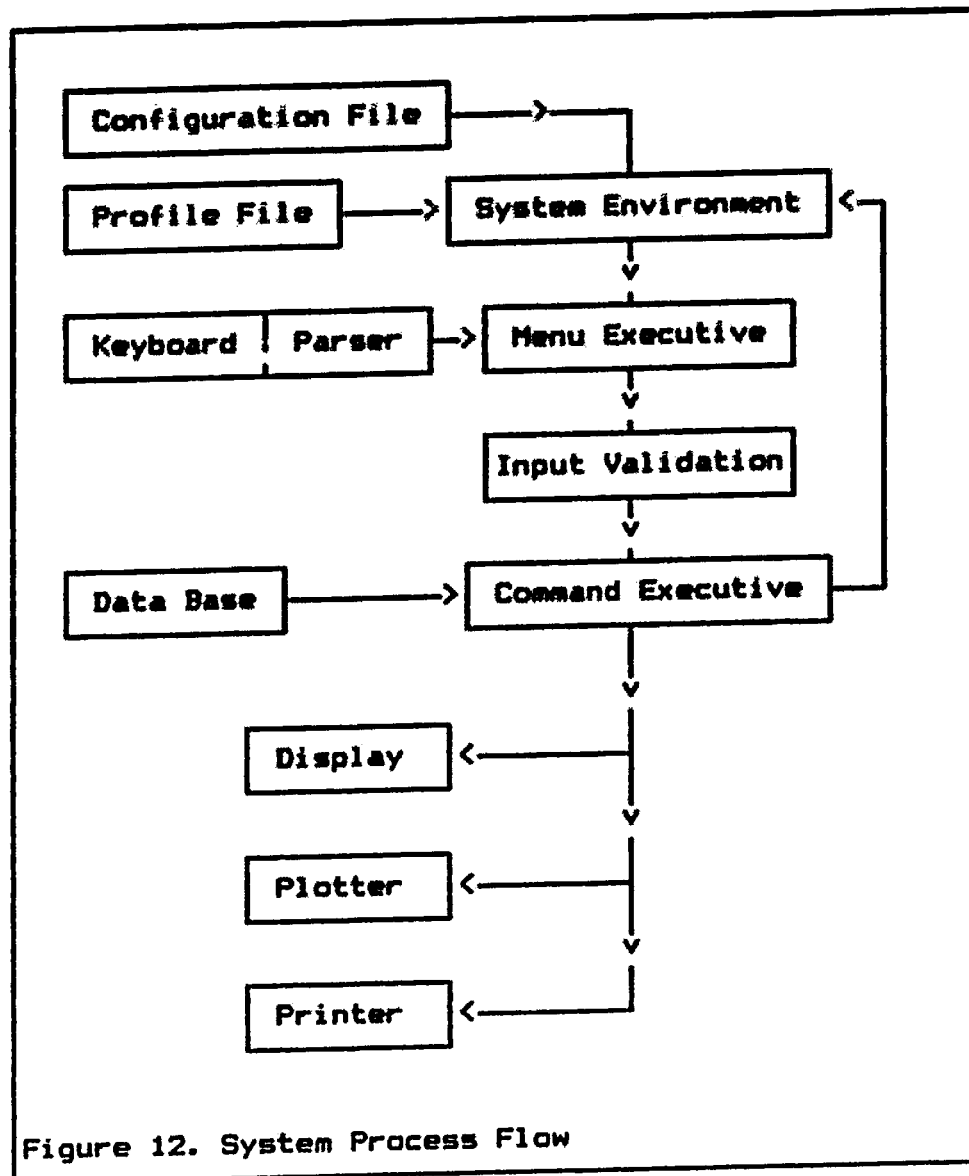 Configuration File
Profile File
System Environment
Keyboard
Parser
Menu Executive
Input Validation
Data Base
Command Executive
Display
Plotter
Printer
Figure 12. System Process Flow